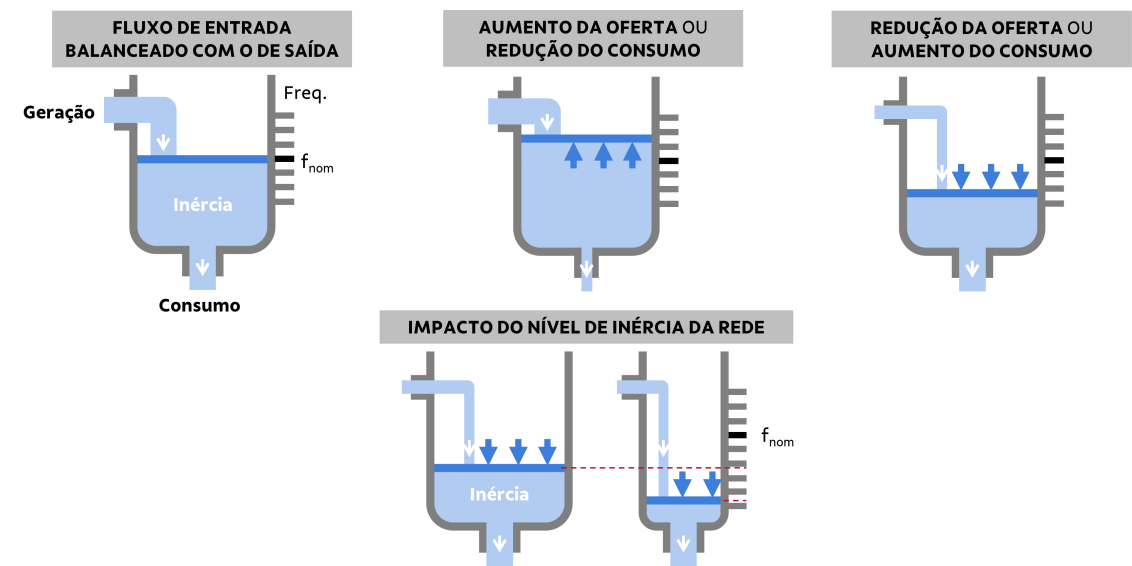 FLUXO DE ENTRADA
BALANCEADO COM O DE SAÍDA
AUMENTO DA OFERTA OU
REDUÇÃO DO CONSUMO
REDUÇÃO DA OFERTA OU
AUMENTO DO CONSUMO
Geração
Freq.
fnom
Inércia
Consumo
IMPACTO DO NÍVEL DE INÉRCIA DA REDE
fnom
Inércia